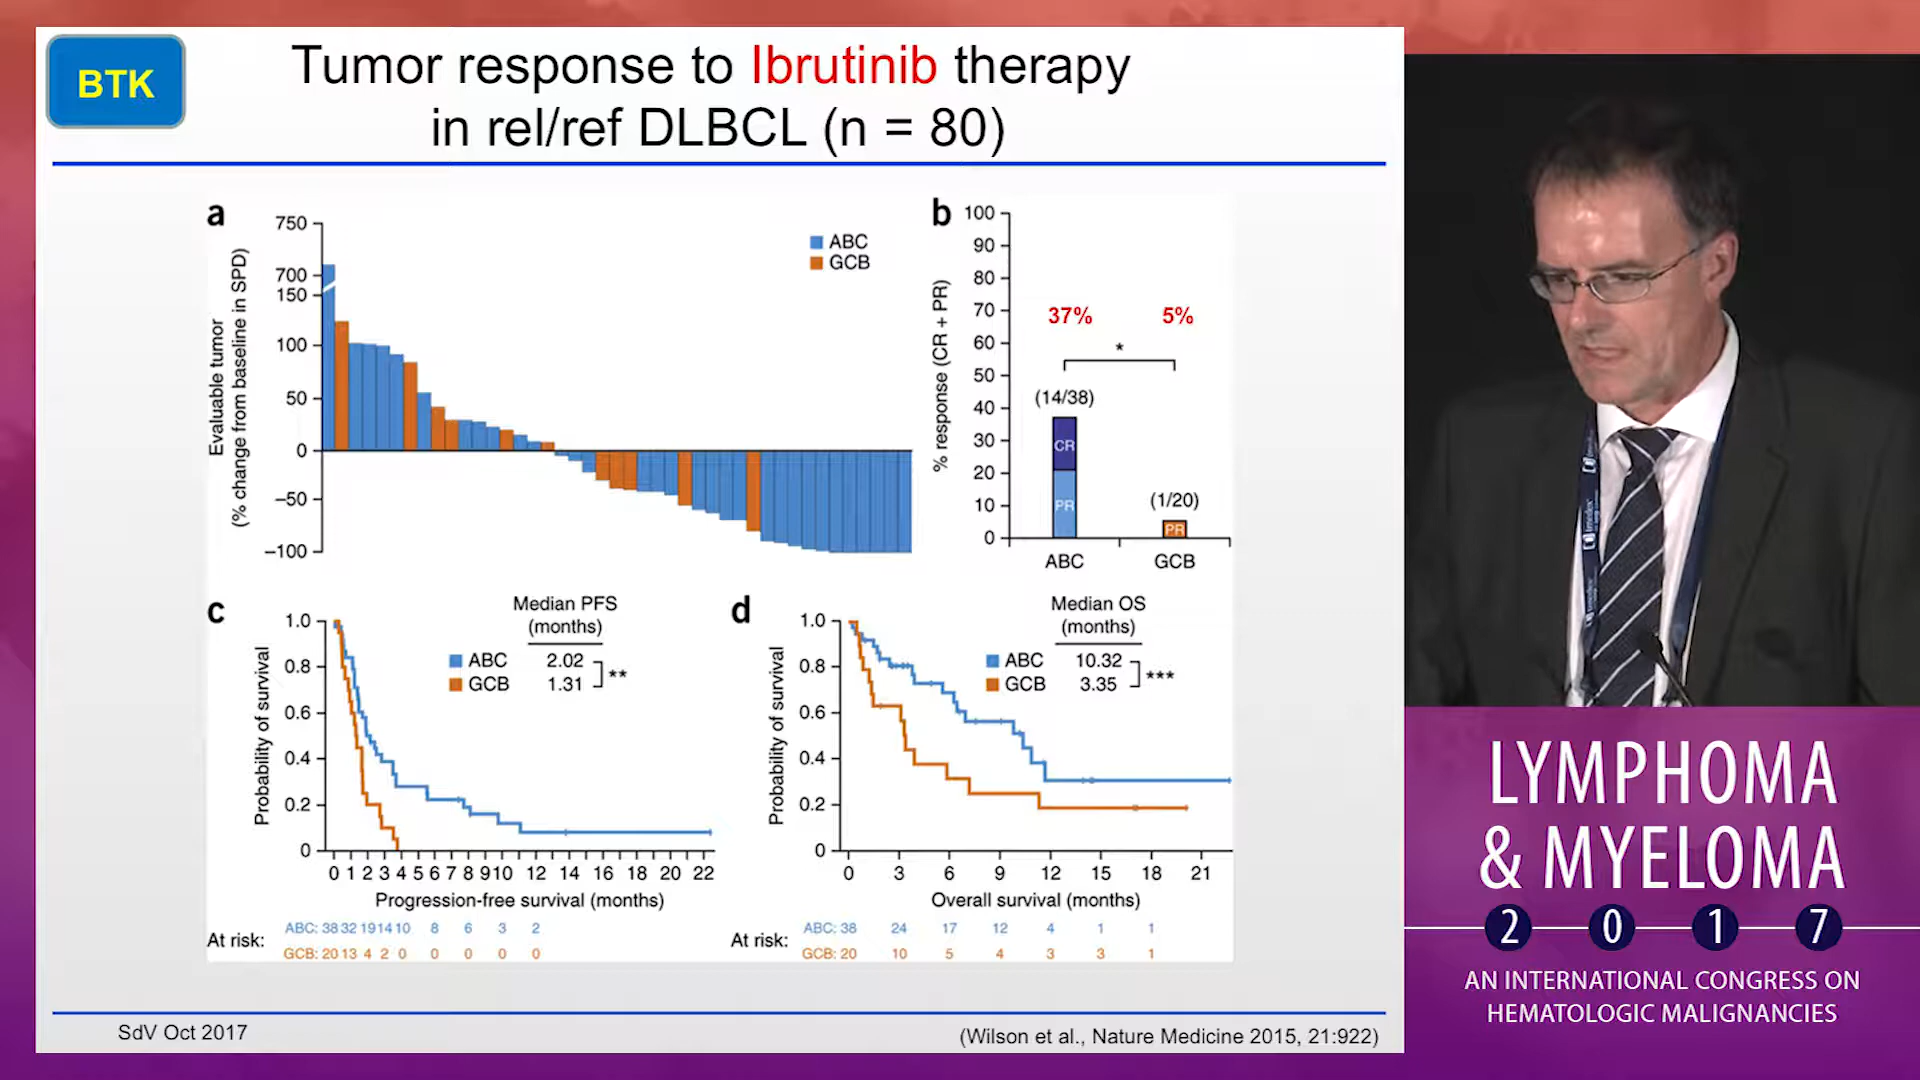 BTK
Tumor response to Ibrutinib therapy
in rel/ref DLBCL (n = 80)
a
Evaluable tumor
(% change from baseline in SPD)
750
700
150
100
50
0
−50
−100
ABC
GCB
b
% response (CR + PR)
100
90
80
70
60
50
40
30
20
10
0
37%
5%
*
(14/38)
CR
PR
(1/20)
PR
ABC
GCB
c
Probability of survival
1.0
0.8
0.6
0.4
0.2
0
Median PFS
(months)
ABC 2.02
GCB 1.31
**
0 1 2 3 4 5 6 7 8 9 10 12 14 16 18 20 22
Progression-free survival (months)
At risk:
ABC: 38 32 19 14 10 8 6 3 2
GCB: 20 13 4 2 0 0 0 0 0
d
Probability of survival
1.0
0.8
0.6
0.4
0.2
0
Median OS
(months)
ABC 10.32
GCB 3.35
***
0 3 6 9 12 15 18 21
Overall survival (months)
At risk:
ABC: 38 24 17 12 4 1 1
GCB: 20 10 5 4 3 3 1
SdV Oct 2017
(Wilson et al., Nature Medicine 2015, 21:922)
LYMPHOMA
& MYELOMA
2 0 1 7
AN INTERNATIONAL CONGRESS ON
HEMATOLOGIC MALIGNANCIES